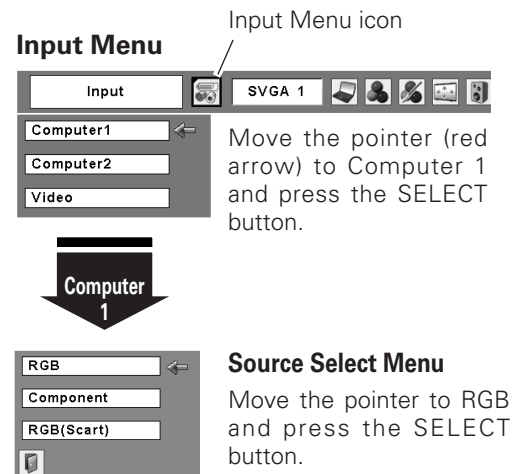 Input Menu icon
Input Menu
Input
SVGA 1
Computer1
Computer2
Video
Move the pointer (red
arrow) to Computer 1
and press the SELECT
button.
Computer
1
RGB
Component
RGB(Scart)
Source Select Menu
Move the pointer to RGB
and press the SELECT
button.